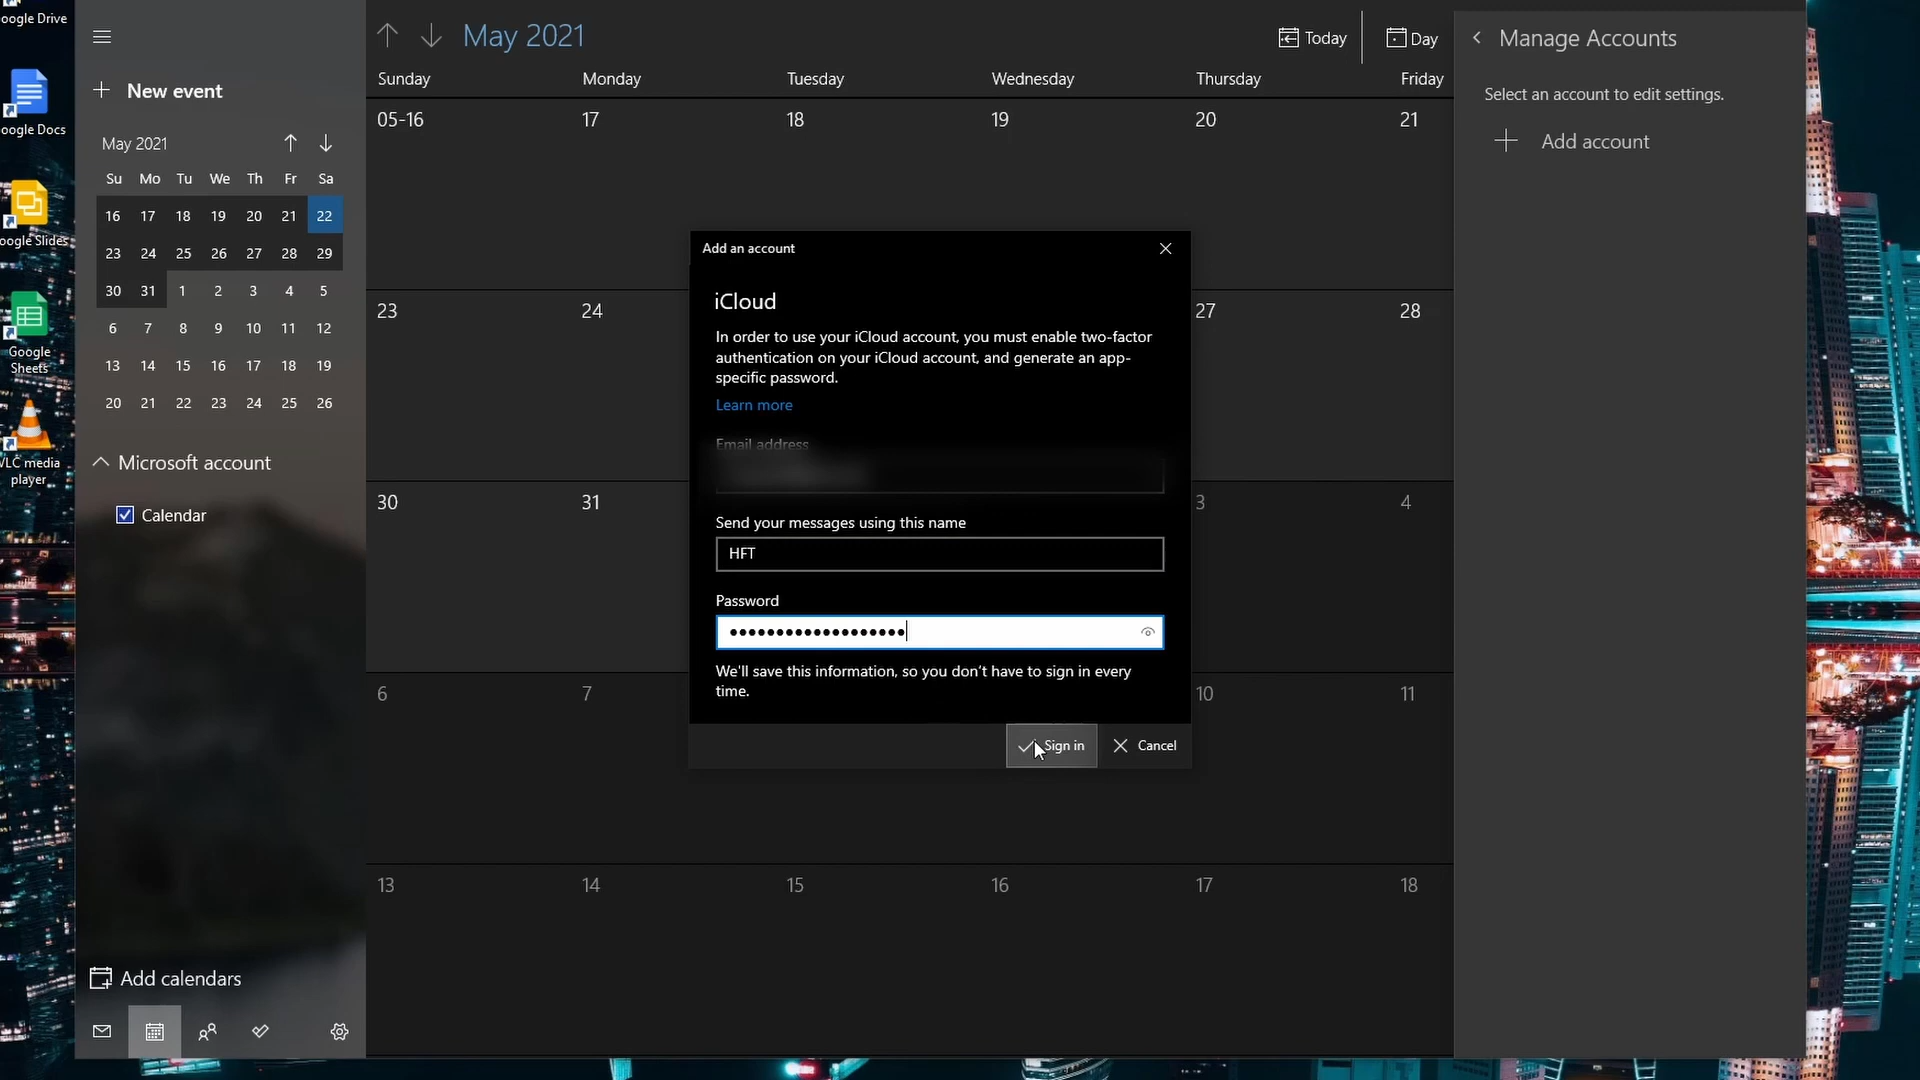 oogle Drive
oogle Docs
oogle Slides
Google
Sheets
VLC media
player
New event
May 2021
Su Mo Tu We Th Fr Sa
16 17 18 19 20 21 22
23 24 25 26 27 28 29
30 31 1 2 3 4 5
6 7 8 9 10 11 12
13 14 15 16 17 18 19
20 21 22 23 24 25 26
Microsoft account
Calendar
Add calendars
May 2021
Today
Day
Sunday Monday Tuesday Wednesday Thursday Friday
05-16 17 18 19 20 21
23 24 27 28
30 31 3 4
6 7 10 11
13 14 15 16 17 18
Add an account
iCloud
In order to use your iCloud account, you must enable two-factor
authentication on your iCloud account, and generate an app-
specific password.
Learn more
Email address
Send your messages using this name
HFT
Password
We'll save this information, so you don't have to sign in every
time.
Sign in
Cancel
Manage Accounts
Select an account to edit settings.
Add account